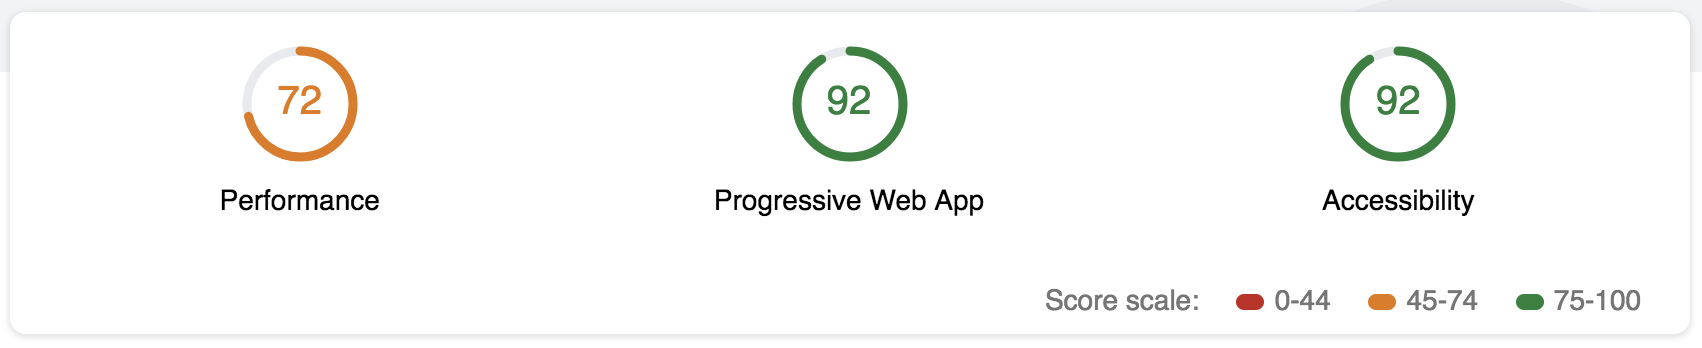 72
92
92
Performance
Progressive Web App
Accessibility
Score scale: 0-44 45-74 75-100